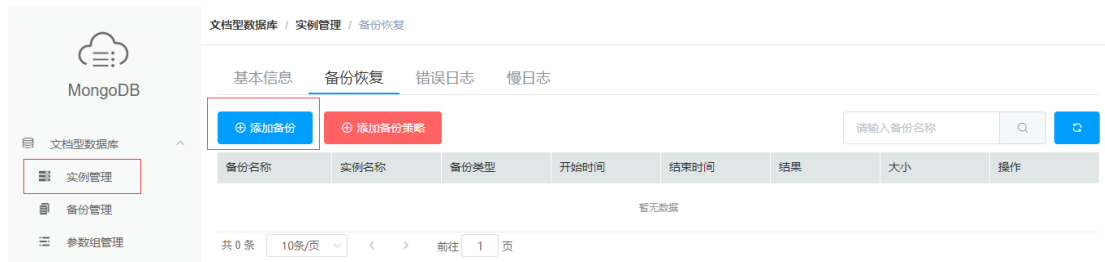 MongoDB
文档型数据库
实例管理
备份管理
参数组管理
文档型数据库 / 实例管理 / 备份恢复
基本信息 备份恢复 错误日志 慢日志
添加备份 添加备份策略 请输入备份名称
备份名称 实例名称 备份类型 开始时间 结束时间 结果 大小 操作
暂无数据
共 0 条 10条/页 前往 1 页